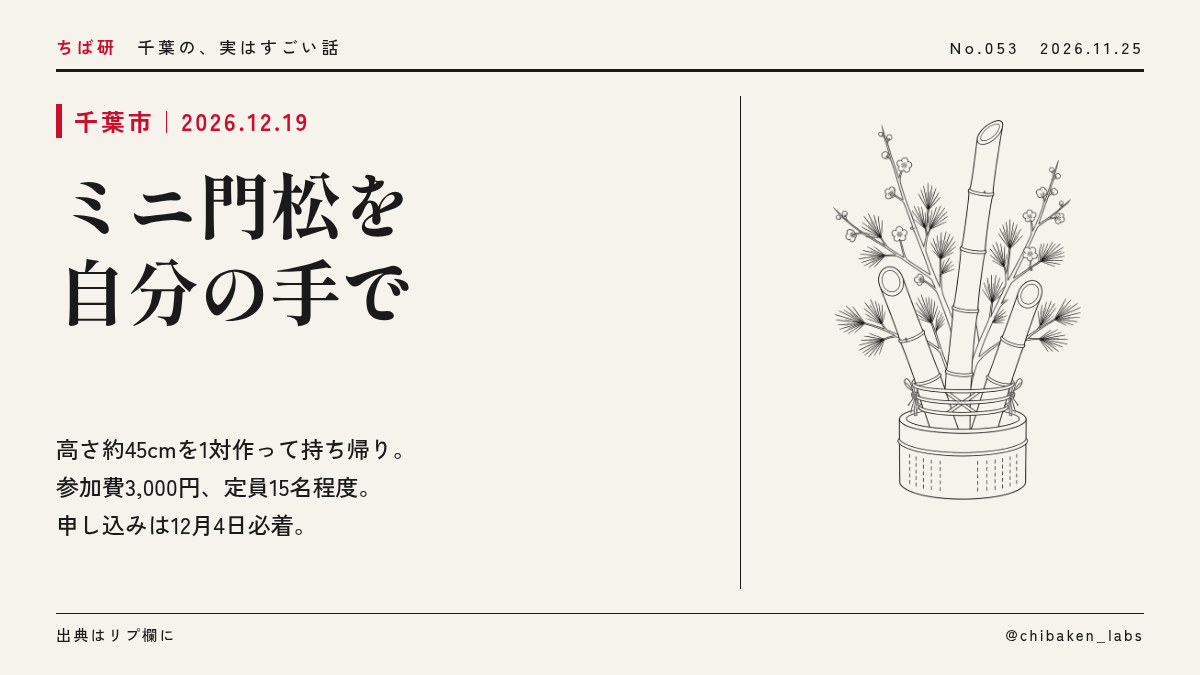 ちば研 千葉の、実はすごい話
No.053 2026.11.25
千葉市｜2026.12.19
ミニ門松を
自分の手で
高さ約45cmを1対作って持ち帰り。
参加費3,000円、定員15名程度。
申し込みは12月4日必着。
出典はリプ欄に
@chibaken_labs